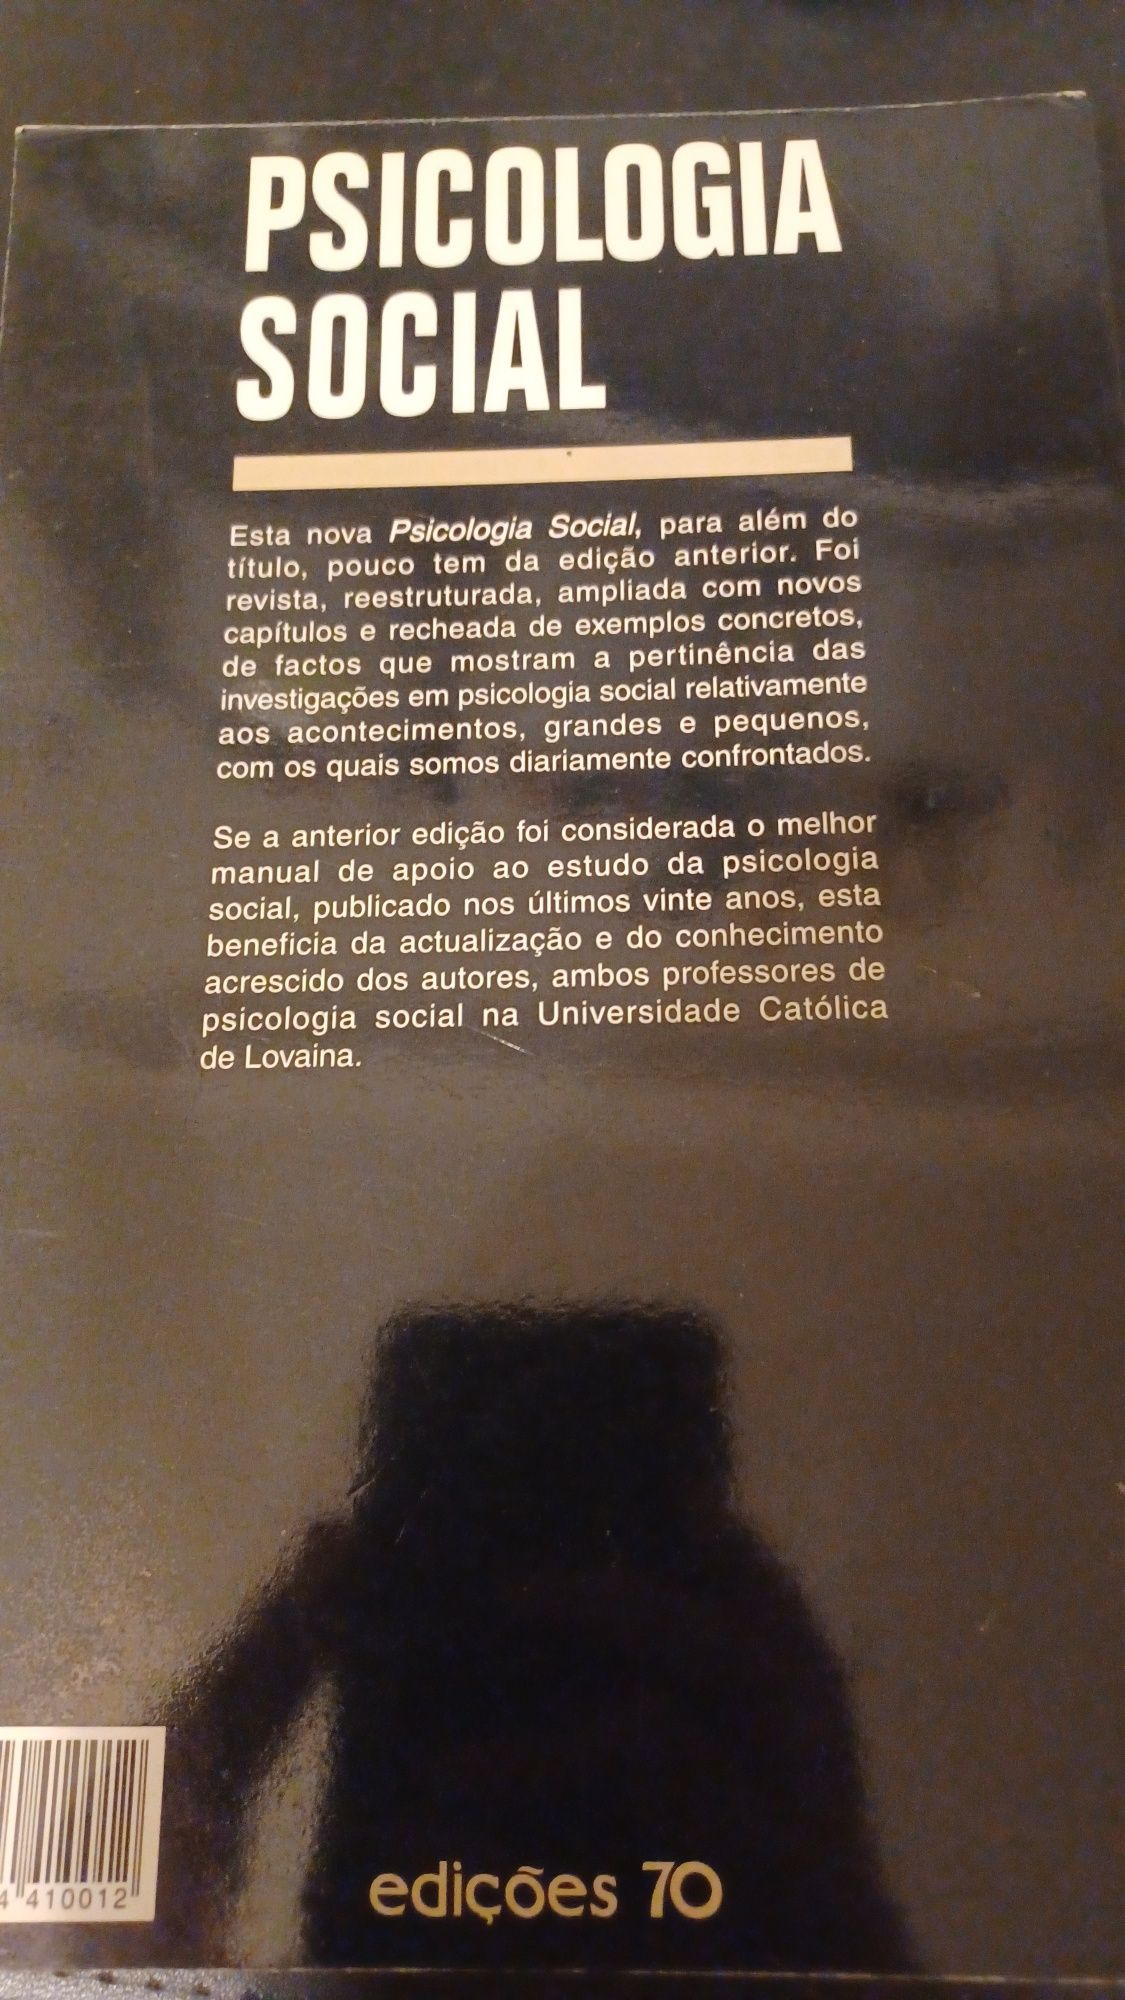 PSICOLOGIA
SOCIAL
Esta nova Psicologia Social, para além do
título, pouco tem da edição anterior. Foi
revista, reestruturada, ampliada com novos
capítulos e recheada de exemplos concretos,
de factos que mostram a pertinência das
investigações em psicologia social relativamente
aos acontecimentos, grandes e pequenos,
com os quais somos diariamente confrontados.
Se a anterior edição foi considerada o melhor
manual de apoio ao estudo da psicologia
social, publicado nos últimos vinte anos, esta
beneficia da actualização e do conhecimento
acrescido dos autores, ambos professores de
psicologia social na Universidade Católica
de Lovaina.
4 410012
edições 70